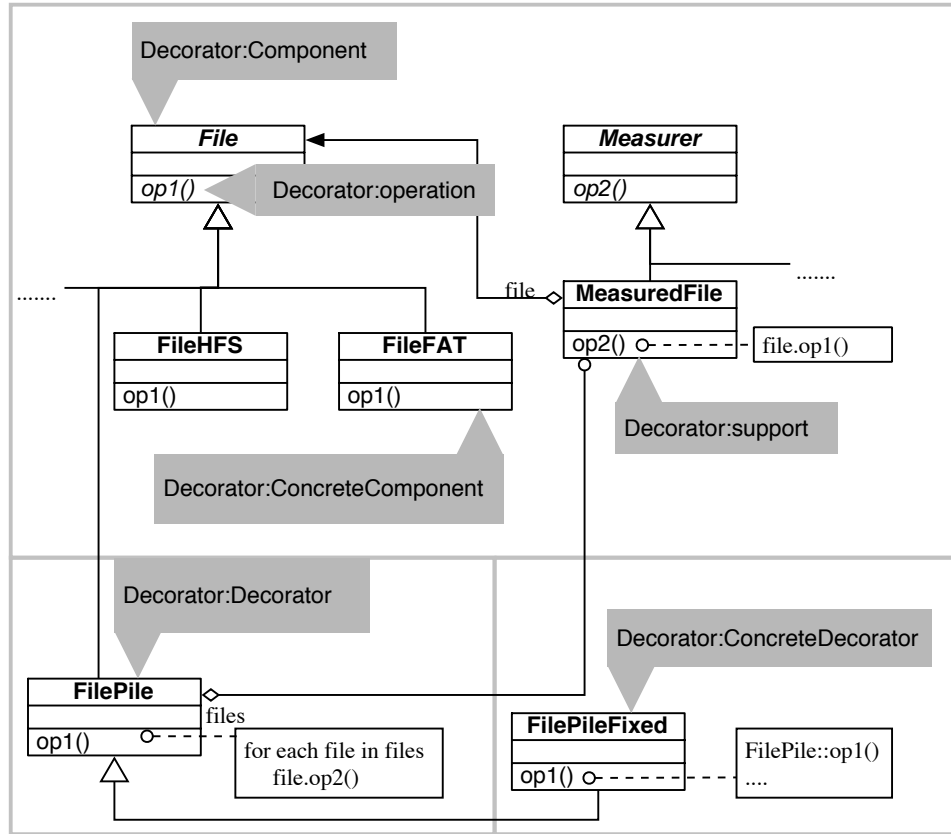 Decorator:Component
File
Measurer
op1()
Decorator:operation
op2()
.......
file
MeasuredFile
.......
FileHFS
FileFAT
op2()
file.op1()
op1()
op1()
Decorator:support
Decorator:ConcreteComponent
Decorator:Decorator
Decorator:ConcreteDecorator
FilePile
files
FilePileFixed
op1()
for each file in files
file.op2()
FilePile::op1()
op1()
....